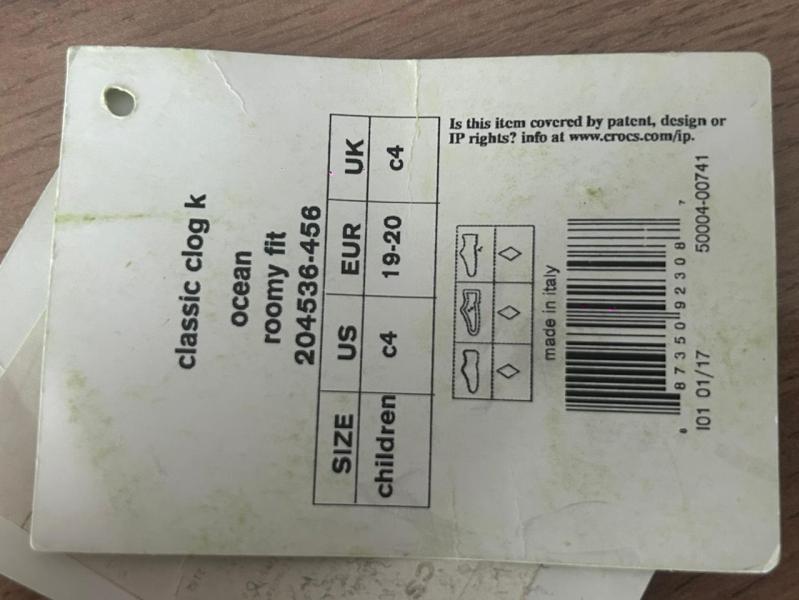 classic clog k
ocean
roomy fit
204536-456
SIZE US EUR UK
children c4 19-20 c4
Is this item covered by patent, design or
IP rights? info at www.crocs.com/ip.
made in italy
8 87350 92308 7
I01 01/17 50004-00741